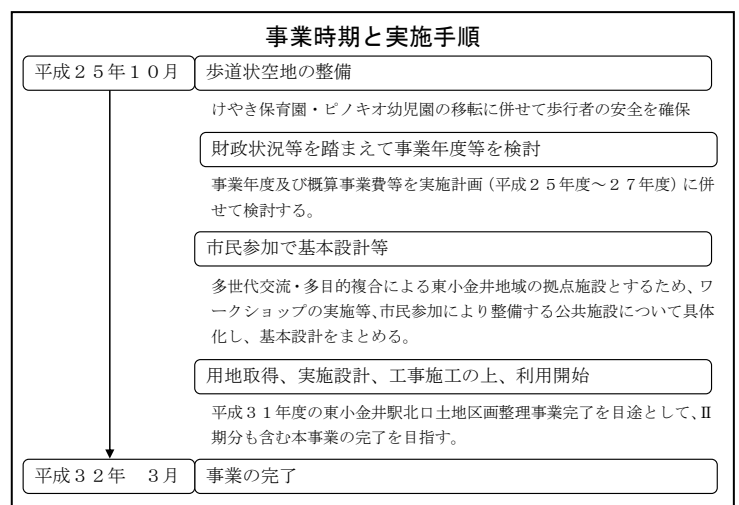 事業時期と実施手順
平成２５年１０月 歩道状空地の整備
けやき保育園・ピノキオ幼児園の移転に併せて歩行者の安全を確保
財政状況等を踏まえて事業年度等を検討
事業年度及び概算事業費等を実施計画（平成２５年度～２７年度）に併
せて検討する。
市民参加で基本設計等
多世代交流・多目的複合による東小金井地域の拠点施設とするため、ワ
ークショップの実施等、市民参加により整備する公共施設について具体
化し、基本設計をまとめる。
用地取得、実施設計、工事施工の上、利用開始
平成３１年度の東小金井駅北口土地区画整理事業完了を目途として、Ⅱ
期分も含む本事業の完了を目指す。
平成３２年　３月 事業の完了